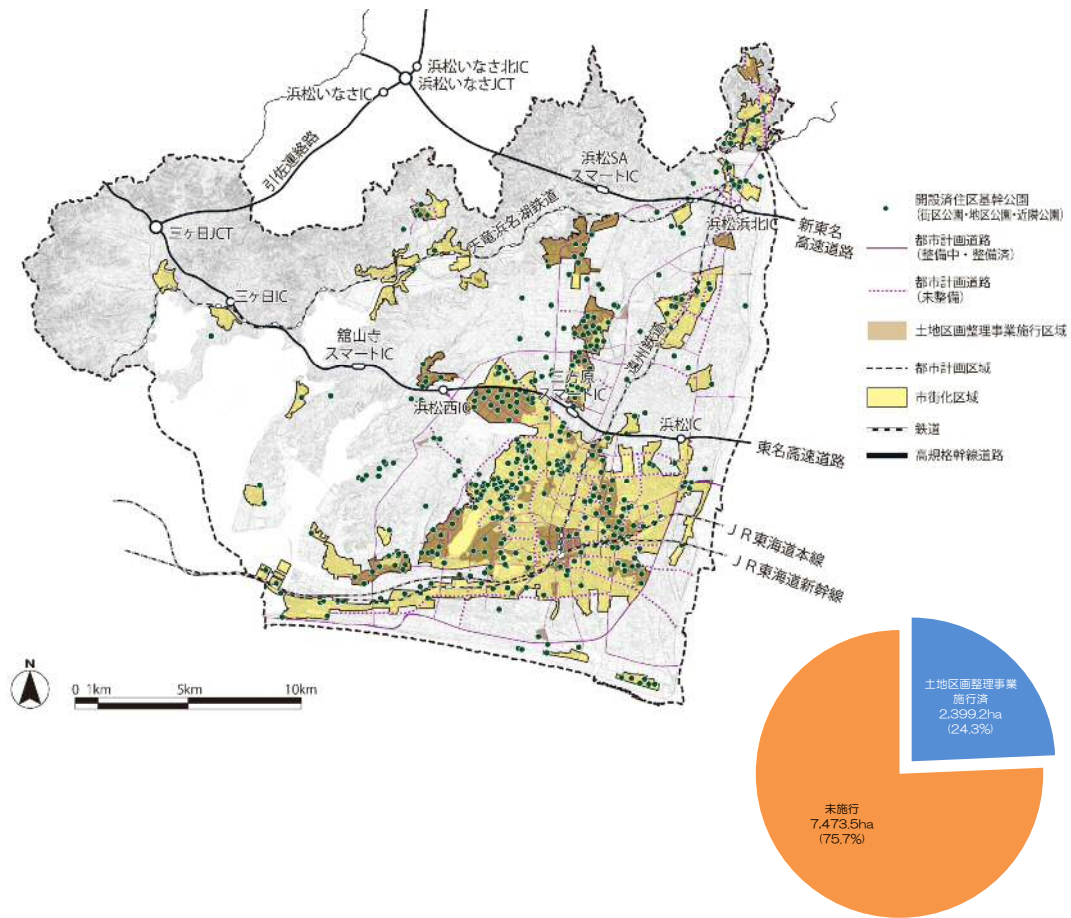 浜松いなさ北IC
浜松いなさJCT
浜松いなさIC
引佐連絡路
浜松SA
スマートIC
天竜浜名湖鉄道
三ヶ日JCT
浜松浜北IC
新東名
高速道路
三ヶ日IC
舘山寺
スマートIC
遠州鉄道
三方原
スマートIC
浜松西IC
浜松IC
東名高速道路
JR東海道本線
JR東海道新幹線
開設済住区基幹公園
(街区公園・地区公園・近隣公園)
都市計画道路
(整備中・整備済)
都市計画道路
(未整備)
土地区画整理事業施行区域
都市計画区域
市街化区域
鉄道
高規格幹線道路
N
0 1km 5km 10km
土地区画整理事業
施行済
2,399.2ha
(24.3%)
未施行
7,473.5ha
(75.7%)